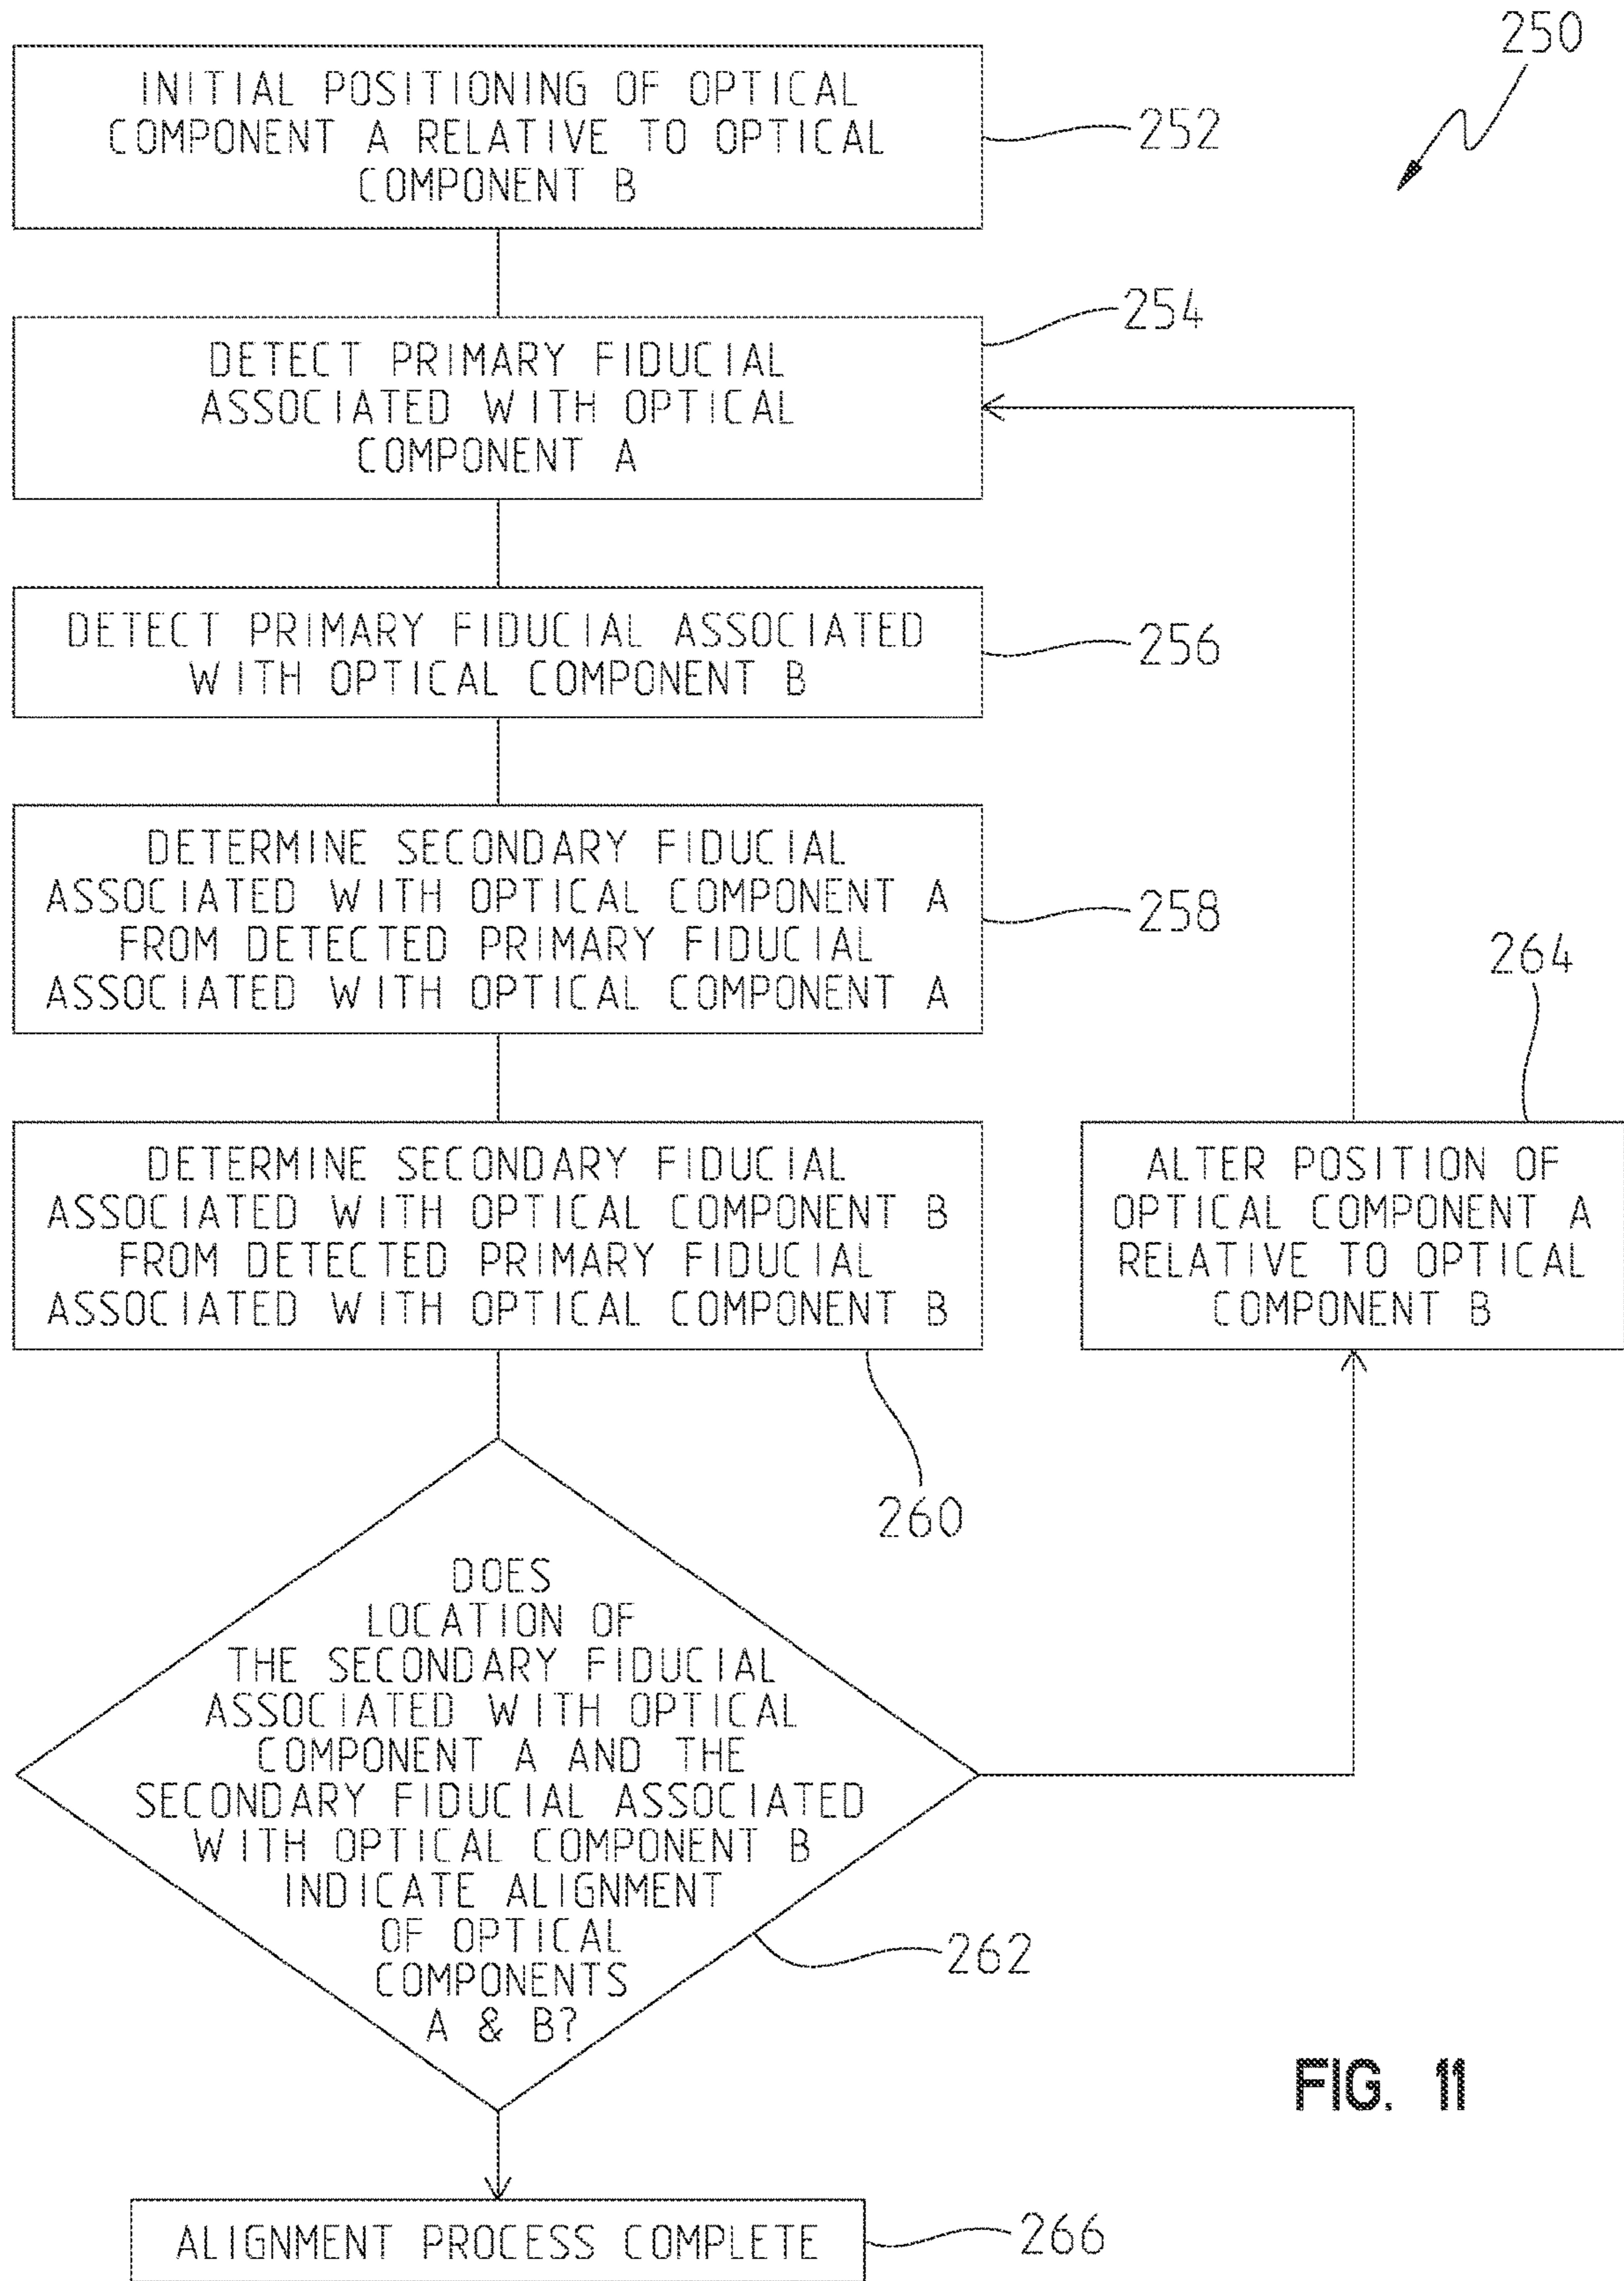 250
INITIAL POSITIONING OF OPTICAL
COMPONENT A RELATIVE TO OPTICAL
COMPONENT B
252
DETECT PRIMARY FIDUCIAL
ASSOCIATED WITH OPTICAL
COMPONENT A
254
DETECT PRIMARY FIDUCIAL ASSOCIATED
WITH OPTICAL COMPONENT B
256
DETERMINE SECONDARY FIDUCIAL
ASSOCIATED WITH OPTICAL COMPONENT A
FROM DETECTED PRIMARY FIDUCIAL
ASSOCIATED WITH OPTICAL COMPONENT A
258
DETERMINE SECONDARY FIDUCIAL
ASSOCIATED WITH OPTICAL COMPONENT B
FROM DETECTED PRIMARY FIDUCIAL
ASSOCIATED WITH OPTICAL COMPONENT B
260
264
ALTER POSITION OF
OPTICAL COMPONENT A
RELATIVE TO OPTICAL
COMPONENT B
DOES
LOCATION OF
THE SECONDARY FIDUCIAL
ASSOCIATED WITH OPTICAL
COMPONENT A AND THE
SECONDARY FIDUCIAL ASSOCIATED
WITH OPTICAL COMPONENT B
INDICATE ALIGNMENT
OF OPTICAL
COMPONENTS
A & B?
262
ALIGNMENT PROCESS COMPLETE
266
FIG. 11